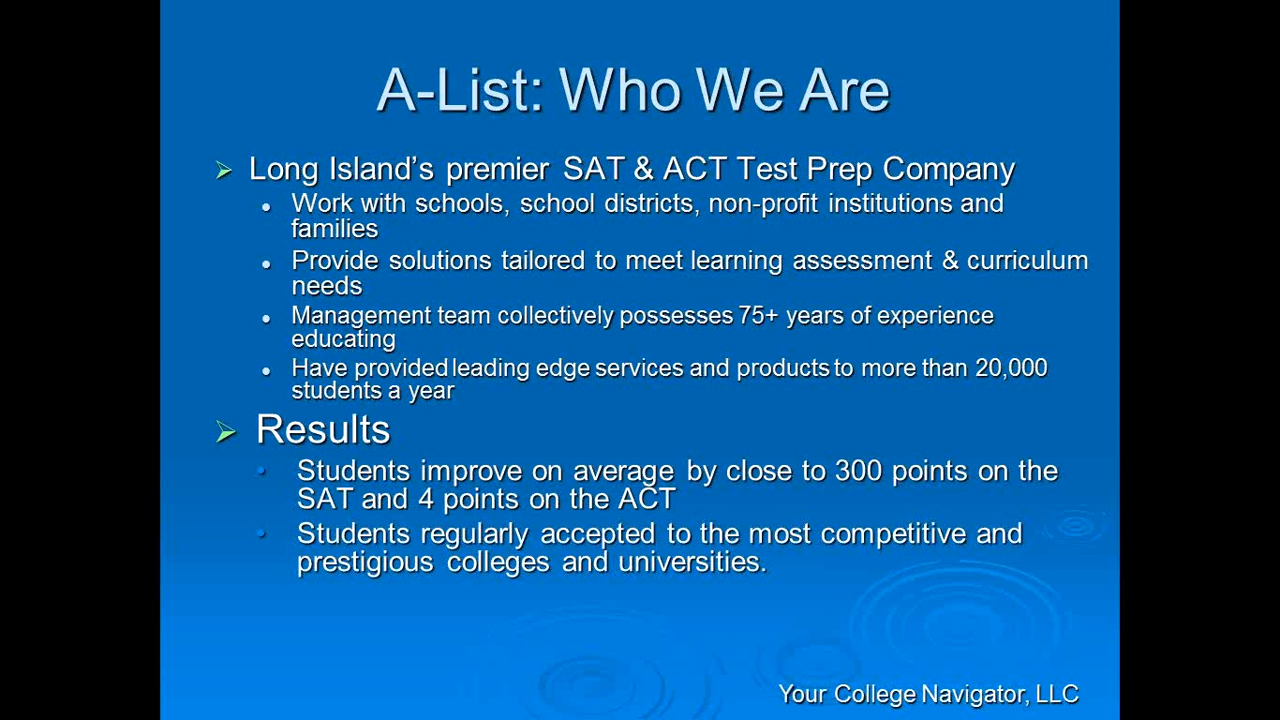 A-List: Who We Are
Long Island’s premier SAT & ACT Test Prep Company
Work with schools, school districts, non-profit institutions and
families
Provide solutions tailored to meet learning assessment & curriculum
needs
Management team collectively possesses 75+ years of experience
educating
Have provided leading edge services and products to more than 20,000
students a year
Results
Students improve on average by close to 300 points on the
SAT and 4 points on the ACT
Students regularly accepted to the most competitive and
prestigious colleges and universities.
Your College Navigator, LLC